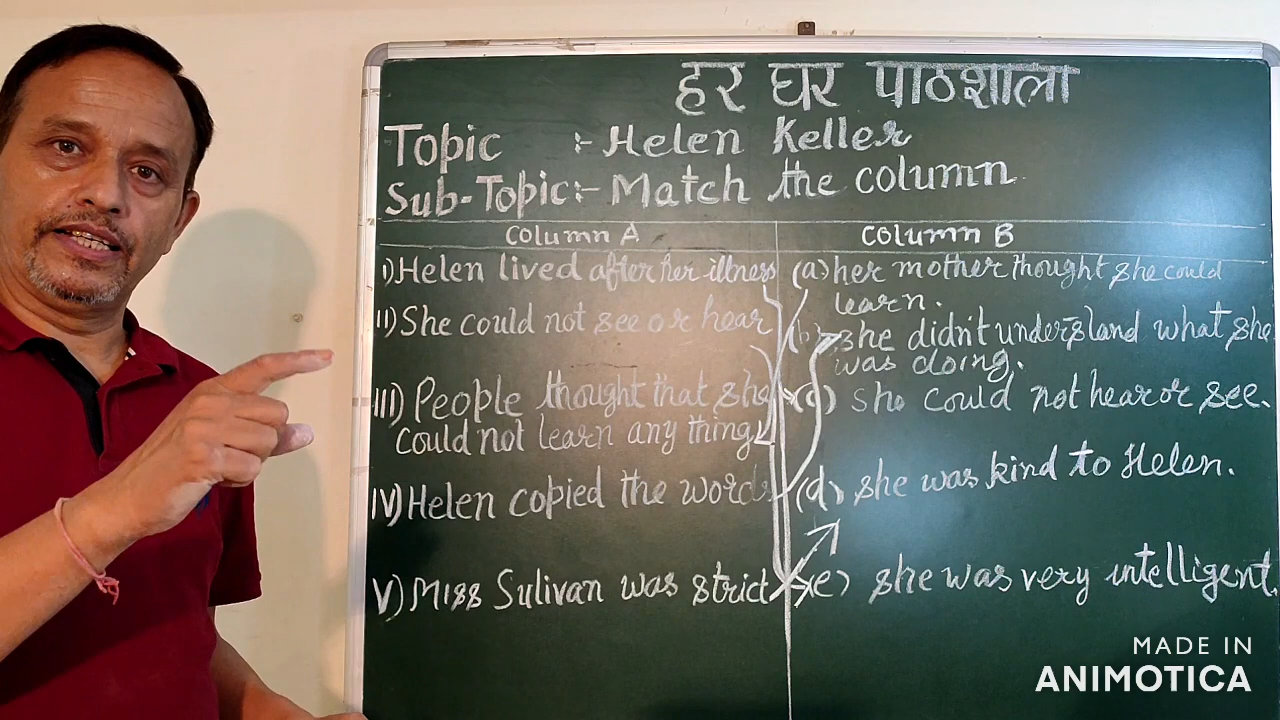 हर घर पाठशाला
Topic :- Helen Keller
Sub-Topic:- Match the column
Column A
Column B
I) Helen lived after her illness
(a) her mother thought she could
learn.
II) She could not see or hear
(b) she didn't understand what she
was doing.
III) People thought that she
could not learn any thing
(c) she could not hear or see.
IV) Helen copied the words
(d) she was kind to Helen.
V) Miss Sulivan was strict
(e) she was very intelligent.
MADE IN
ANIMOTICA